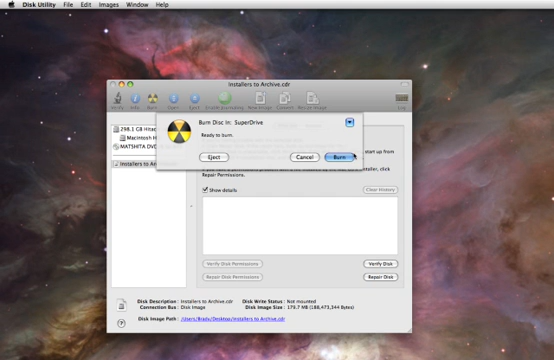 Disk Utility File Edit Images Window Help
Installers to Archive.cdr
Verify Info Burn Open Eject Enable Journaling New Image Convert Resize Image Log
Burn Disc In: SuperDrive
Ready to burn.
Eject Cancel Burn
298.1 GB Hitac
Macintosh H
MATSHITA DV
Installers to Arc
start up from
installer, click
Repair Permissions.
Show details
Clear History
Verify Disk Permissions
Verify Disk
Repair Disk Permissions
Repair Disk
Disk Description : Installers to Archive.cdr
Disk Write Status : Not mounted
Connection Bus : Disk Image
Disk Image Size : 179.7 MB (188,473,344 Bytes)
Disk Image Path : /Users/Brady/Desktop/Installers to Archive.cdr
?